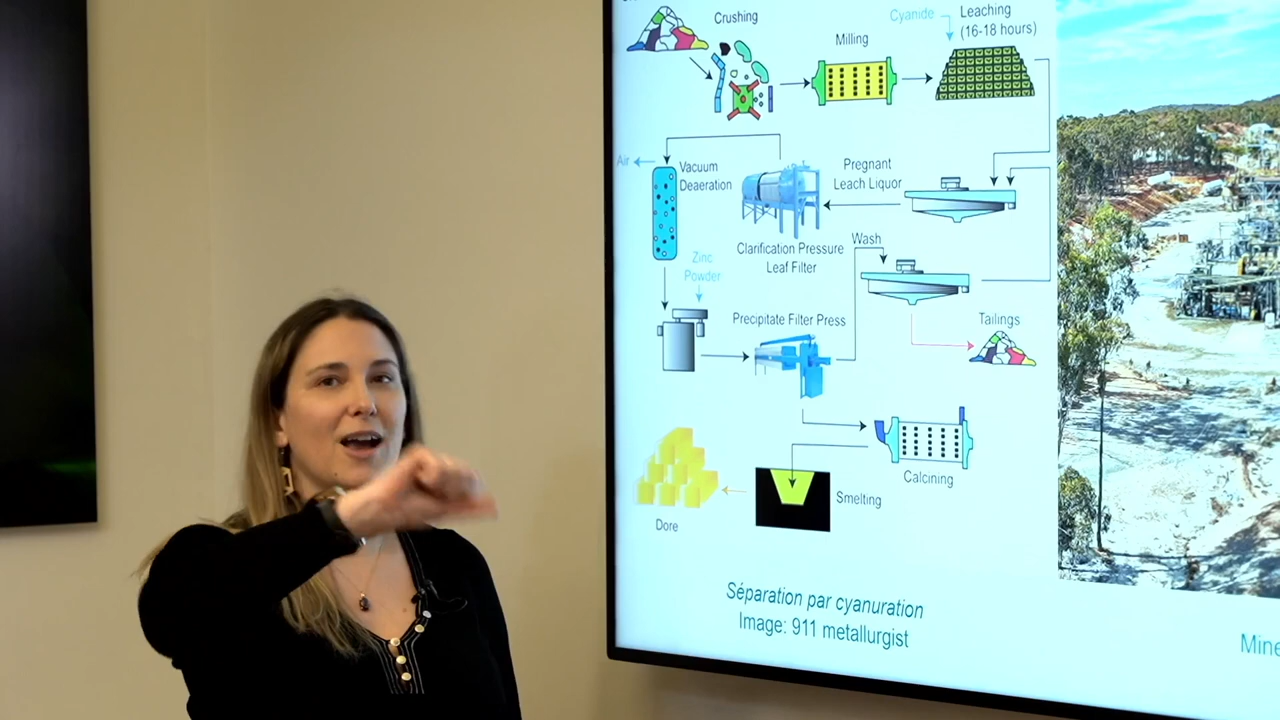 Crushing
Cyanide
Leaching
(16-18 hours)
Milling
Air
Vacuum
Deaeration
Pregnant
Leach Liquor
Clarification Pressure
Leaf Filter
Wash
Zinc
Powder
Precipitate Filter Press
Tailings
Calcining
Smelting
Dore
Séparation par cyanuration
Image: 911 metallurgist